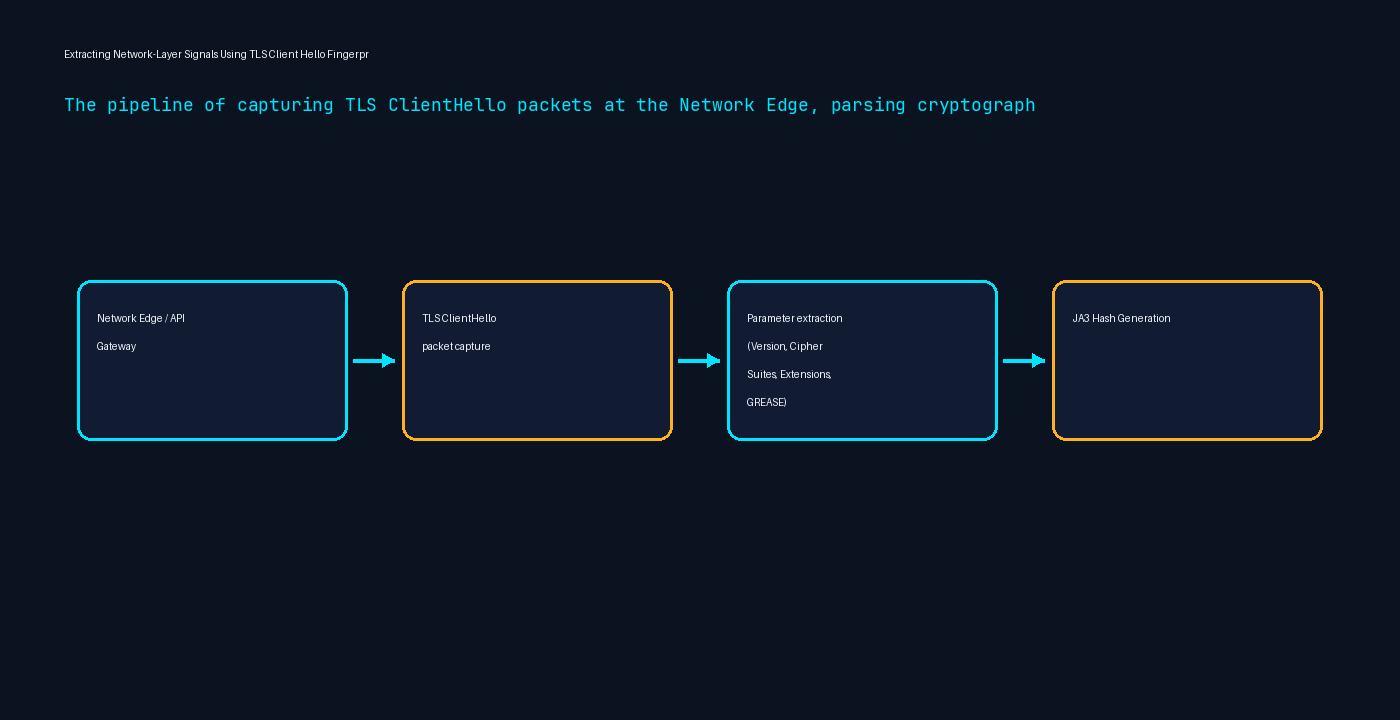 Extracting Network-Layer Signals Using TLS Client Hello Fingerpr
The pipeline of capturing TLS ClientHello packets at the Network Edge, parsing cryptograph
Network Edge / API
Gateway
TLS ClientHello
packet capture
Parameter extraction
(Version, Cipher
Suites, Extensions,
GREASE)
JA3 Hash Generation